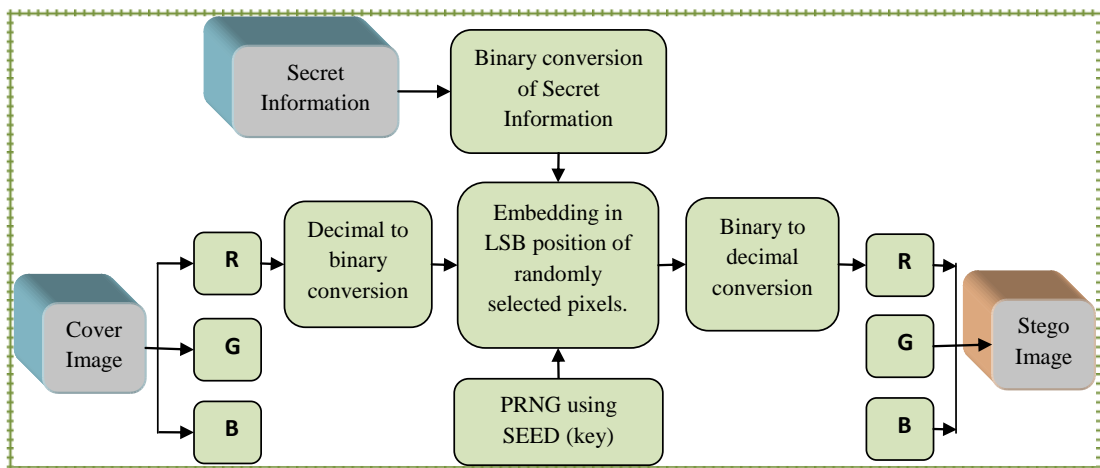 Secret
Information
Binary conversion
of Secret
Information
Cover
Image
R
G
B
Decimal to
binary
conversion
Embedding in
LSB position of
randomly
selected pixels.
PRNG using
SEED (key)
Binary to
decimal
conversion
R
G
B
Stego
Image